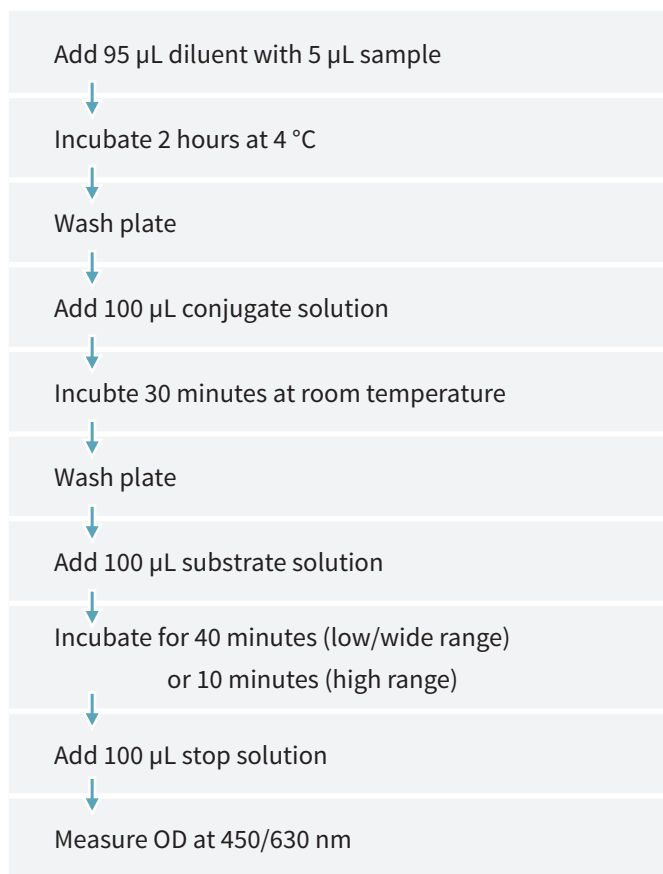 Add 95 µL diluent with 5 µL sample
Incubate 2 hours at 4 °C
Wash plate
Add 100 µL conjugate solution
Incubte 30 minutes at room temperature
Wash plate
Add 100 µL substrate solution
Incubate for 40 minutes (low/wide range)
or 10 minutes (high range)
Add 100 µL stop solution
Measure OD at 450/630 nm